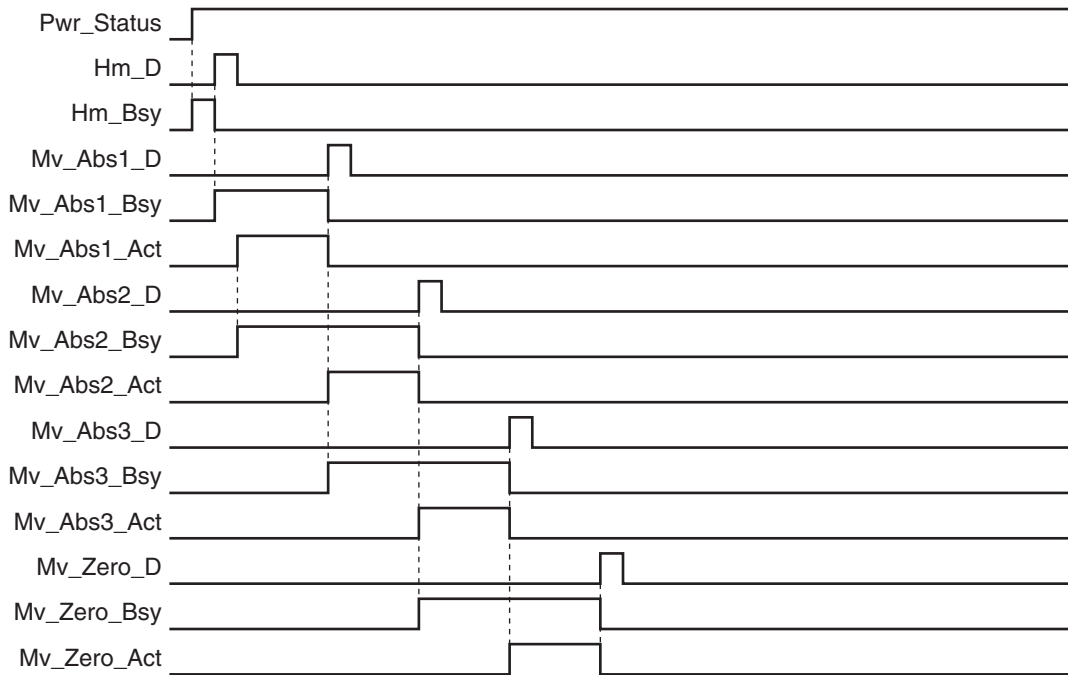 Pwr_Status
Hm_D
Hm_Bsy
Mv_Abs1_D
Mv_Abs1_Bsy
Mv_Abs1_Act
Mv_Abs2_D
Mv_Abs2_Bsy
Mv_Abs2_Act
Mv_Abs3_D
Mv_Abs3_Bsy
Mv_Abs3_Act
Mv_Zero_D
Mv_Zero_Bsy
Mv_Zero_Act